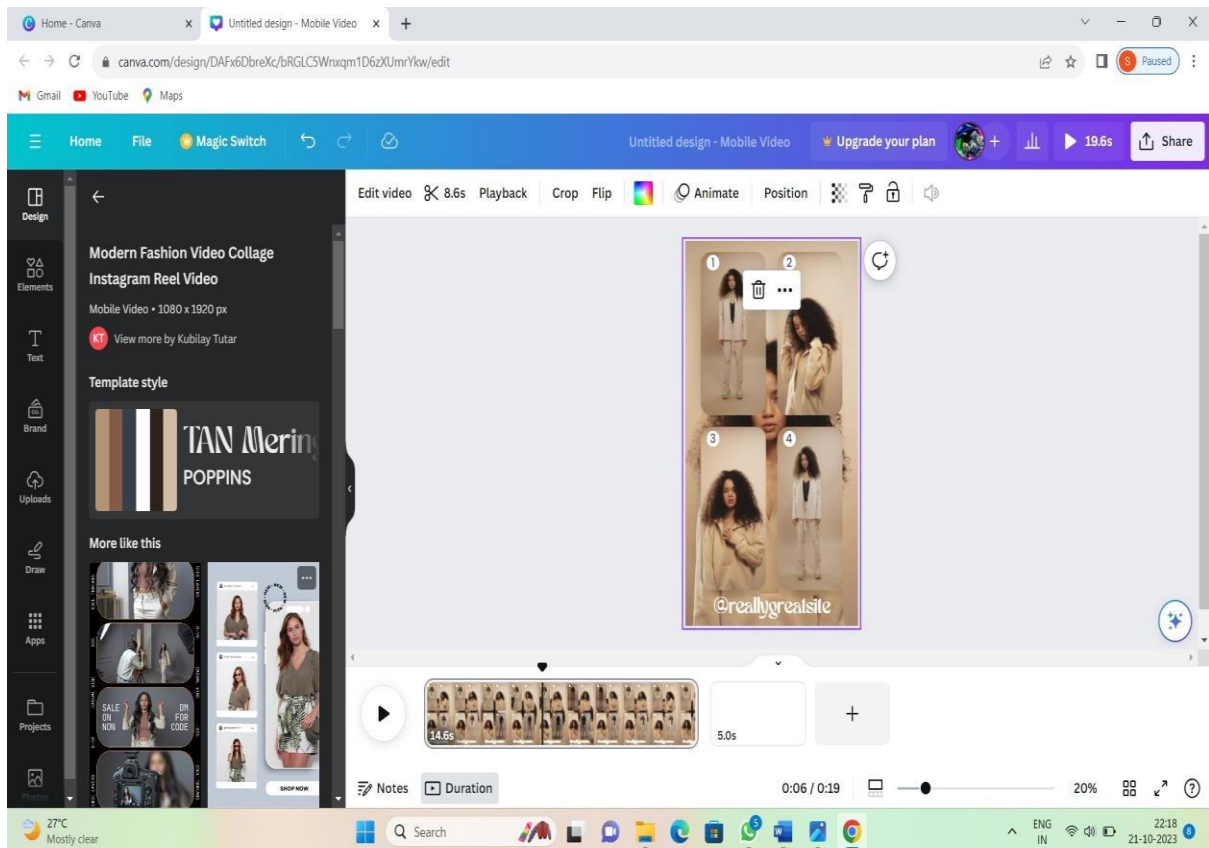 Home - Canva
Untitled design - Mobile Video
canva.com/design/DAFx6DbreXc/bRGLC5Wnxqm1D6zXUmrYkw/edit
S Paused
Gmail YouTube Maps
Home File Magic Switch
Untitled design - Mobile Video
Upgrade your plan
19.6s
Share
Design
Elements
Text
CO.
Brand
Uploads
Draw
Apps
Projects
Photos
Modern Fashion Video Collage
Instagram Reel Video
Mobile Video • 1080 x 1920 px
KT View more by Kubilay Tutar
Template style
TAN Mering
POPPINS
More like this
SALE
ON
NOW
DM
FOR
CODE
SHOP NOW
Edit video 8.6s Playback Crop Flip Animate Position
1 2
3 4
@reallygreatsite
14.6s
5.0s
Notes Duration
0:06 / 0:19
20%
27°C
Mostly clear
Search
5
ENG
IN
22:18
21-10-2023
8